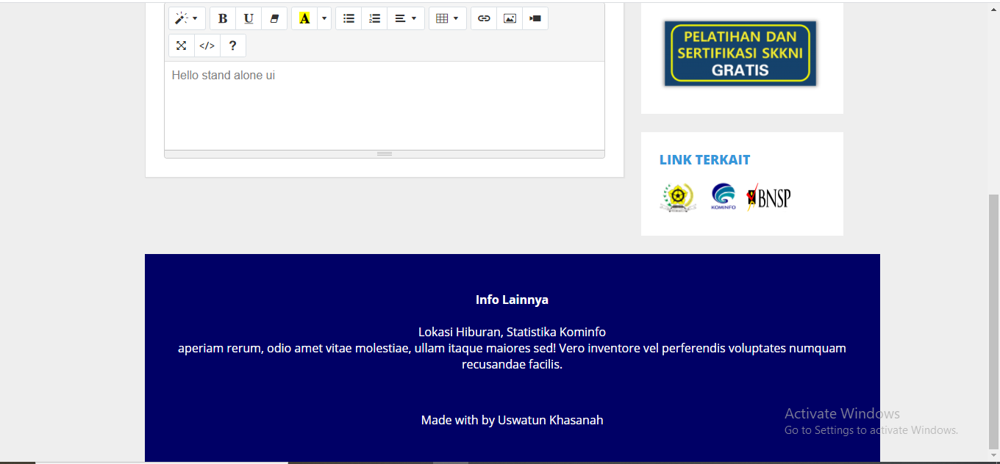 B U A </> ?
Hello stand alone ui
PELATIHAN DAN
SERTIFIKASI SKKNI
GRATIS
LINK TERKAIT
KOMINFO
BNSP
Info Lainnya
Lokasi Hiburan, Statistika Kominfo
aperiam rerum, odio amet vitae molestiae, ullam itaque maiores sed! Vero inventore vel perferendis voluptates numquam
recusandae facilis.
Made with by Uswatun Khasanah
Activate Windows
Go to Settings to activate Windows.